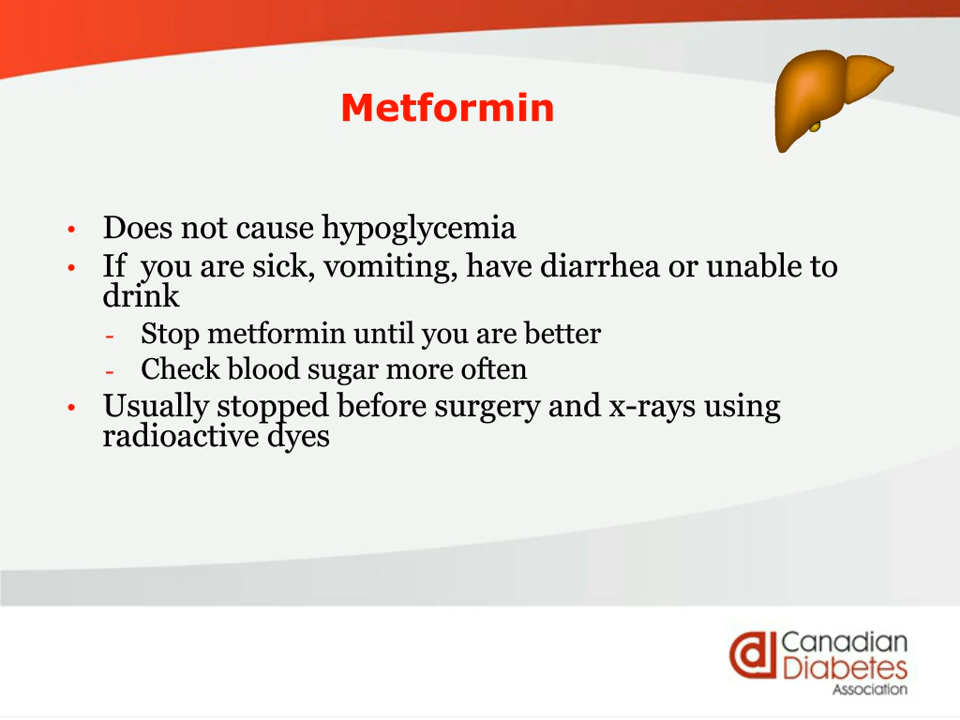 Metformin
• Does not cause hypoglycemia
• If you are sick, vomiting, have diarrhea or unable to
drink
- Stop metformin until you are better
- Check blood sugar more often
• Usually stopped before surgery and x-rays using
radioactive dyes
Canadian
Diabetes
Association